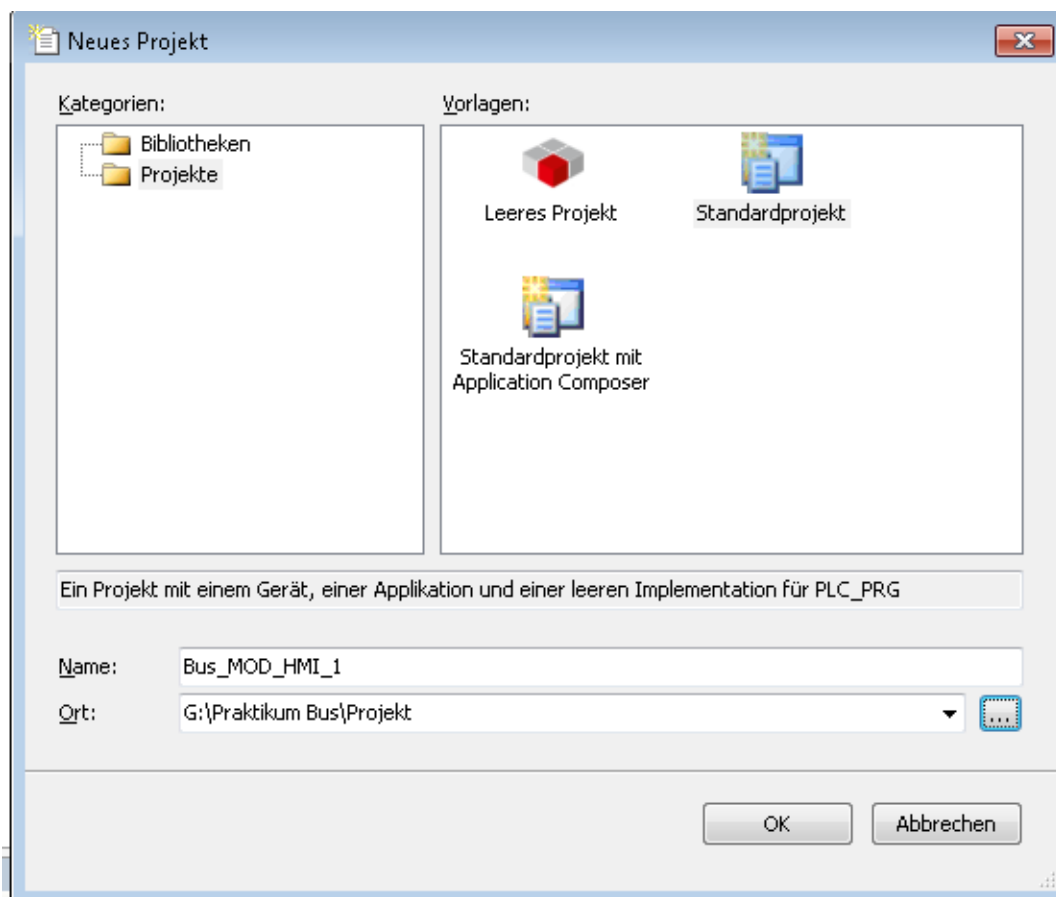 Neues Projekt
Kategorien:
Vorlagen:
Bibliotheken
Projekte
Leeres Projekt
Standardprojekt
Standardprojekt mit
Application Composer
Ein Projekt mit einem Gerät, einer Applikation und einer leeren Implementation für PLC_PRG
Name:
Bus_MOD_HMI_1
Ort:
G:\Praktikum Bus\Projekt
...
OK
Abbrechen